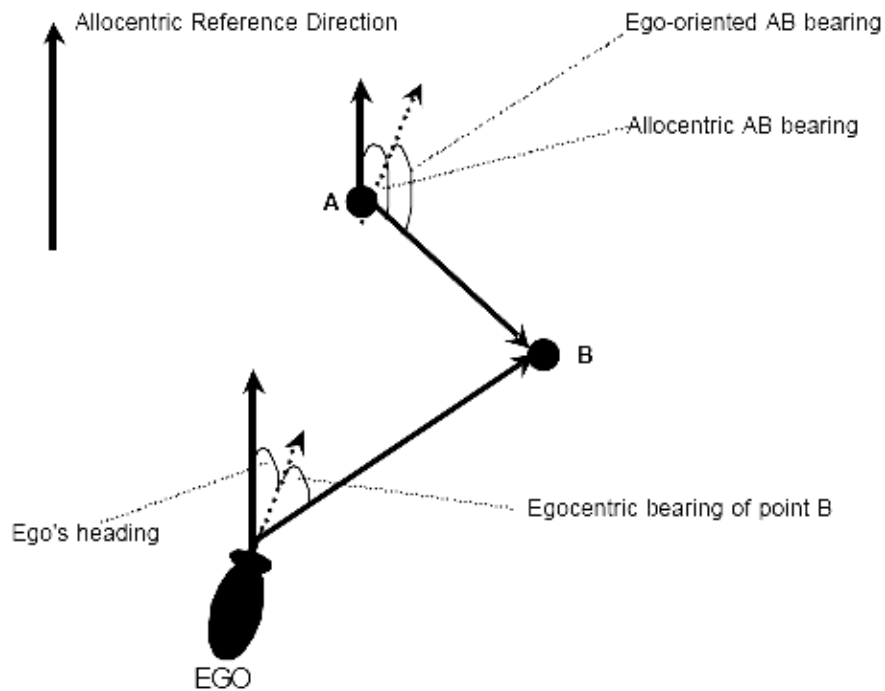 Allocentric Reference Direction
Ego-oriented AB bearing
Allocentric AB bearing
A
B
Egocentric bearing of point B
Ego's heading
EGO